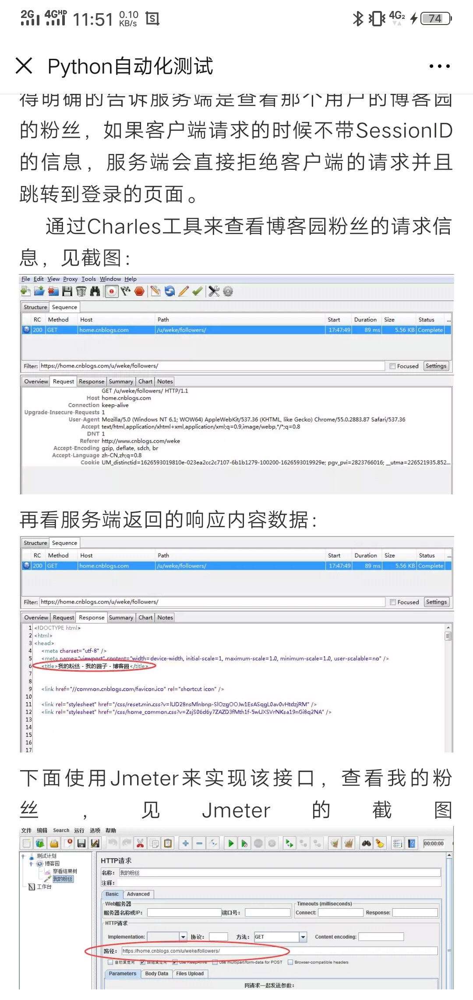 2G 4GHD 11:51 0.10 KB/s 4G2 74
Python自动化测试
得明确的告诉服务端是查看那个用户的博客园
的粉丝，如果客户端请求的时候不带SessionID
的信息，服务端会直接拒绝客户端的请求并且
跳转到登录的页面。
通过Charles工具来查看博客园粉丝的请求信
息，见截图：
File Edit View Proxy Tools Window Help
Structure Sequence
RC Method Host Path Start Duration Size Status ...
200 GET home.cnblogs.com /u/weke/followers/ 17:47:49 89 ms 5.56 KB Complete
Filter: https://home.cnblogs.com/u/weke/followers/ Focused Settings
Overview Request Response Summary Chart Notes
GET /u/weke/followers/ HTTP/1.1
Host home.cnblogs.com
Connection keep-alive
Upgrade-Insecure-Requests 1
User-Agent Mozilla/5.0 (Windows NT 6.1; WOW64) AppleWebKit/537.36 (KHTML, like Gecko) Chrome/55.0.2883.87 Safari/537.36
Accept text/html,application/xhtml+xml,application/xml;q=0.9,image/webp,*/*;q=0.8
DNT 1
Referer http://www.cnblogs.com/weke
Accept-Encoding gzip, deflate, sdch, br
Accept-Language zh-CN,zh;q=0.8
Cookie UM_distinctid=1626593019810e-023ea2cc2c7107-6b1b1279-100200-1626593019929e; pgv_pvi=2823766016; __utma=226521935.852...
再看服务端返回的响应内容数据：
Structure Sequence
RC Method Host Path Start Duration Size Status ...
200 GET home.cnblogs.com /u/weke/followers/ 17:47:49 89 ms 5.56 KB Complete
Filter: https://home.cnblogs.com/u/weke/followers/ Focused Settings
Overview Request Response Summary Chart Notes
1 <!DOCTYPE html>
2 <html>
3 <head>
4 <meta charset="utf-8" />
5 <meta name="viewport" content="width=device-width, initial-scale=1, maximum-scale=1.0, minimum-scale=1.0, user-scalable=no" />
6 <title>我的粉丝 - 我的园子 - 博客园</title>
7
8
9 <link href="//common.cnblogs.com/favicon.ico" rel="shortcut icon" />
10
11 <link rel="stylesheet" href="/css/reset.min.css?v=lUD28nsMlnbnp-SlOzgOOJw1EsASqgL0av0vHtdzjRM" />
12 <link rel="stylesheet" href="/css/home_common.css?v=ZsjS06d6y7ZAZD3fMth1f-5wUXSVrNKsa19nGi8q2NA" />
13
14
15
16
17
下面使用Jmeter来实现该接口，查看我的粉
丝，见Jmeter的截图
文件 编辑 Search 运行 选项 帮助
00:00:00
测试计划
博客园
察看结果树
我的粉丝
工作台
HTTP请求
名称： 我的粉丝
注释：
Basic Advanced
Web服务器 Timeouts (milliseconds)
服务器名称或IP： 端口号： Connect: Response:
HTTP请求
Implementation: 协议： 方法： GET Content encoding:
路径： https://home.cnblogs.com/u/weke/followers/
自动重定向 跟随重定向 Use KeepAlive Use multipart/form-data for POST Browser-compatible headers
Parameters Body Data Files Upload
同请求一起发送参数：